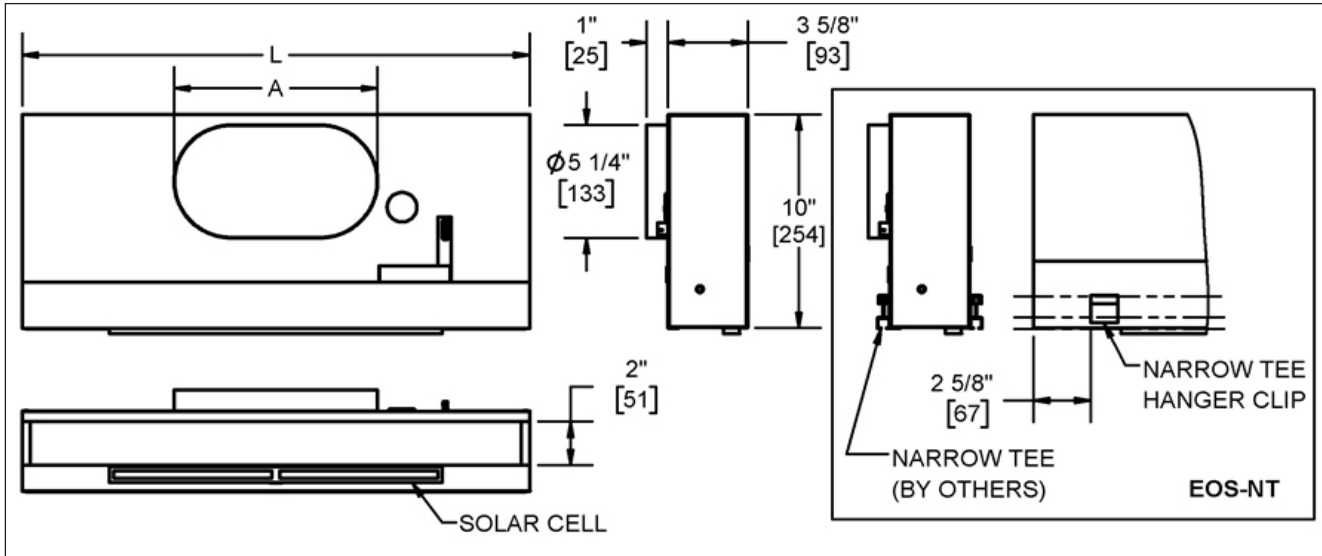 L
A
1"
[25]
3 5/8"
[93]
Ø5 1/4"
[133]
10"
[254]
2"
[51]
SOLAR CELL
2 5/8"
[67]
NARROW TEE
HANGER CLIP
NARROW TEE
(BY OTHERS)
EOS-NT